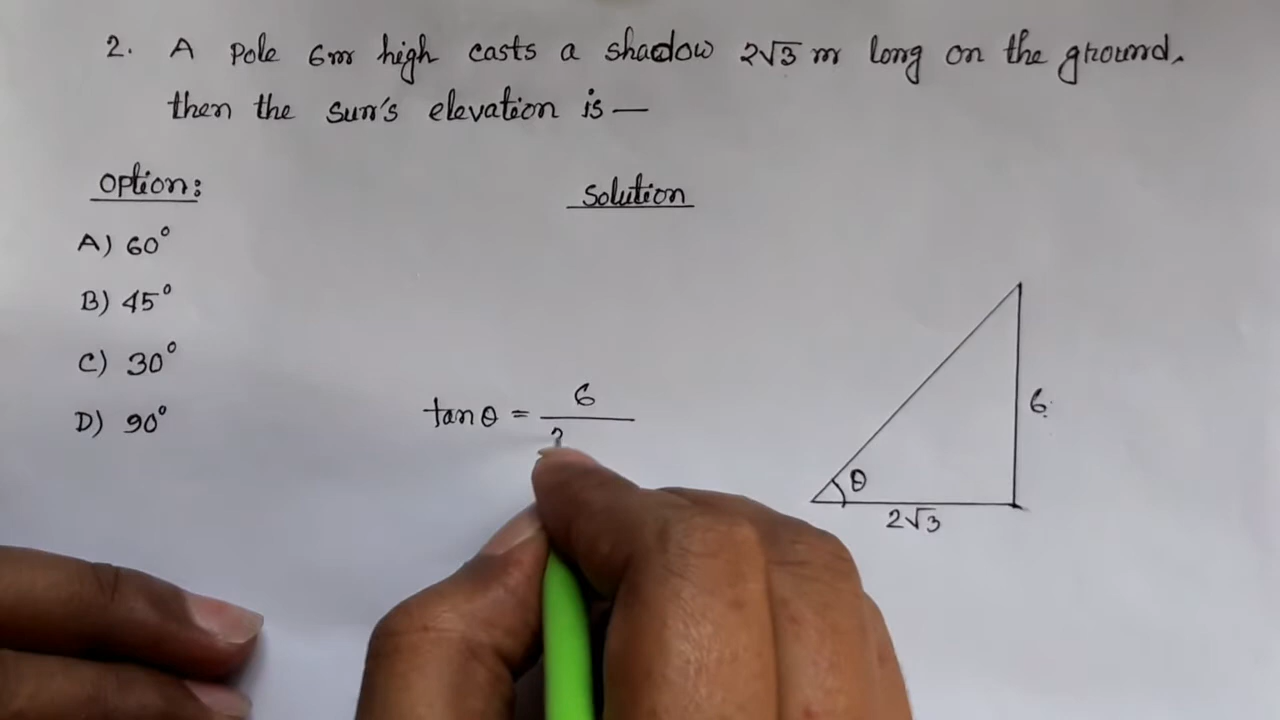 2. A pole 6m high casts a shadow 2√3 m long on the ground.
then the sun's elevation is —
Option:
Solution
A) 60°
B) 45°
C) 30°
D) 90°
tan θ = 6 / 2
6
θ
2√3